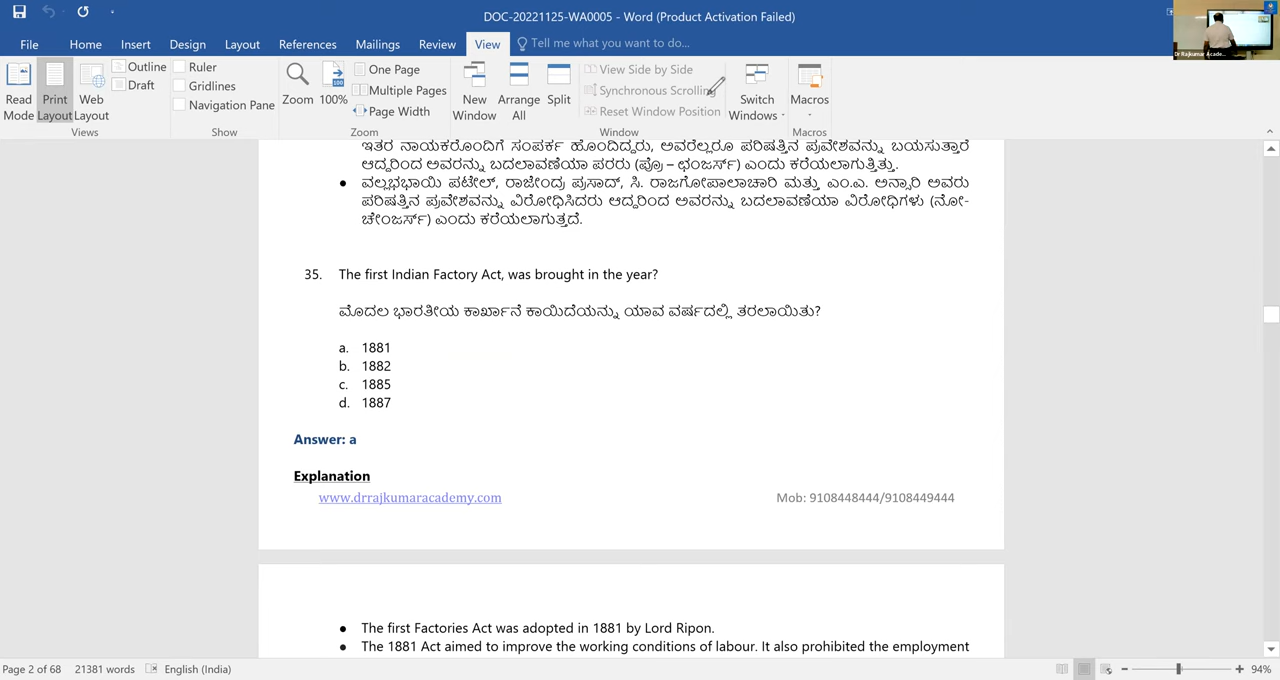 DOC-20221125-WA0005 - Word (Product Activation Failed)
File Home Insert Design Layout References Mailings Review View Tell me what you want to do...
Read Mode Print Layout Web Layout Outline Draft
Views
Ruler
Gridlines
Navigation Pane
Show
Zoom 100% One Page Multiple Pages Page Width
Zoom
New Window Arrange All Split View Side by Side Synchronous Scrolling Reset Window Position Switch Windows
Window
Macros
Macros
Dr Rajkumar Acade...
ಇತರ ನಾಯಕರೊಂದಿಗೆ ಸಂಪರ್ಕ ಹೊಂದಿದ್ದರು, ಅವರೆಲ್ಲರೂ ಪರಿಷತ್ತಿನ ಪ್ರವೇಶವನ್ನು ಬಯಸುತ್ತಾರೆ
ಆದ್ದರಿಂದ ಅವರನ್ನು ಬದಲಾವಣೆಯಾ ಪರರು (ಪ್ರೊ – ಛಂಜರ್ಸ್) ಎಂದು ಕರೆಯಲಾಗುತ್ತಿತ್ತು.
● ವಲ್ಲಭಭಾಯಿ ಪಟೇಲ್, ರಾಜೇಂದ್ರ ಪ್ರಸಾದ್, ಸಿ. ರಾಜಗೋಪಾಲಾಚಾರಿ ಮತ್ತು ಎಂ.ಎ. ಅನ್ಸಾರಿ ಅವರು
ಪರಿಷತ್ತಿನ ಪ್ರವೇಶವನ್ನು ವಿರೋಧಿಸಿದರು ಆದ್ದರಿಂದ ಅವರನ್ನು ಬದಲಾವಣೆಯಾ ವಿರೋಧಿಗಳು (ನೋ-
ಚೇಂಜರ್ಸ್) ಎಂದು ಕರೆಯಲಾಗುತ್ತದೆ.
35. The first Indian Factory Act, was brought in the year?
ಮೊದಲ ಭಾರತೀಯ ಕಾರ್ಖಾನೆ ಕಾಯಿದೆಯನ್ನು ಯಾವ ವರ್ಷದಲ್ಲಿ ತರಲಾಯಿತು?
a. 1881
b. 1882
c. 1885
d. 1887
Answer: a
Explanation
www.drrajkumaracademy.com Mob: 9108448444/9108449444
● The first Factories Act was adopted in 1881 by Lord Ripon.
● The 1881 Act aimed to improve the working conditions of labour. It also prohibited the employment
Page 2 of 68 21381 words English (India) 94%